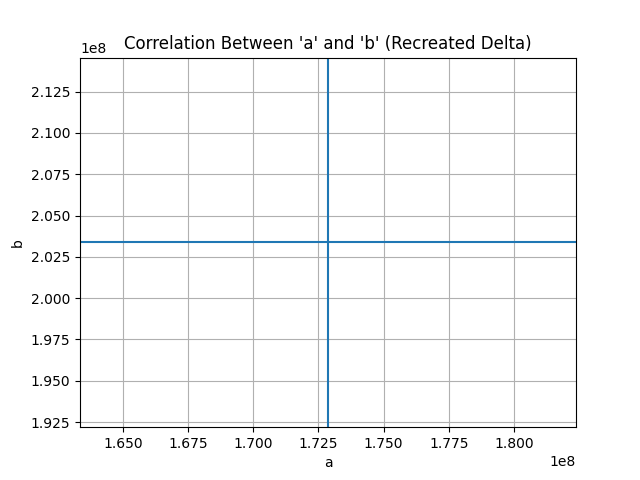 Correlation Between 'a' and 'b' (Recreated Delta)
1e8
2.125
2.100
2.075
2.050
2.025
2.000
1.975
1.950
1.925
b
1.650 1.675 1.700 1.725 1.750 1.775 1.800
a
1e8